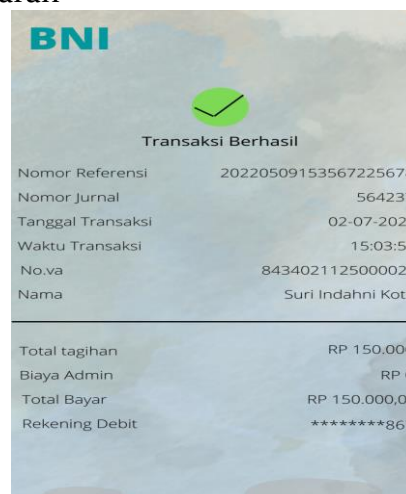 BNI
Transaksi Berhasil
Nomor Referensi 2022050915356722567
Nomor Jurnal 56423
Tanggal Transaksi 02-07-202
Waktu Transaksi 15:03:5
No.va 843402112500002
Nama Suri Indahni Kot
Total tagihan RP 150.00
Biaya Admin RP
Total Bayar RP 150.000,0
Rekening Debit ********86